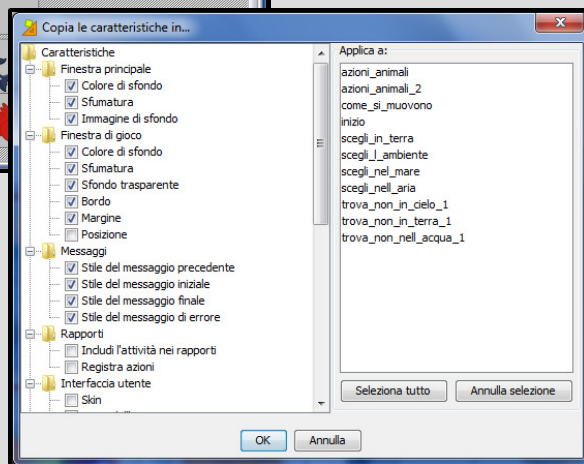 Copia le caratteristiche in...
Caratteristiche
Finestra principale
Colore di sfondo
Sfumatura
Immagine di sfondo
Finestra di gioco
Colore di sfondo
Sfumatura
Sfondo trasparente
Bordo
Margine
Posizione
Messaggi
Stile del messaggio precedente
Stile del messaggio iniziale
Stile del messaggio finale
Stile del messaggio di errore
Rapporti
Includi l'attività nei rapporti
Registra azioni
Interfaccia utente
Skin
Applica a:
azioni_animali
azioni_animali_2
come_si_muovono
inizio
scegli_in_terra
scegli_l_ambiente
scegli_nel_mare
scegli_nell_aria
trova_non_in_cielo_1
trova_non_in_terra_1
trova_non_nell_acqua_1
Seleziona tutto
Annulla selezione
OK
Annulla